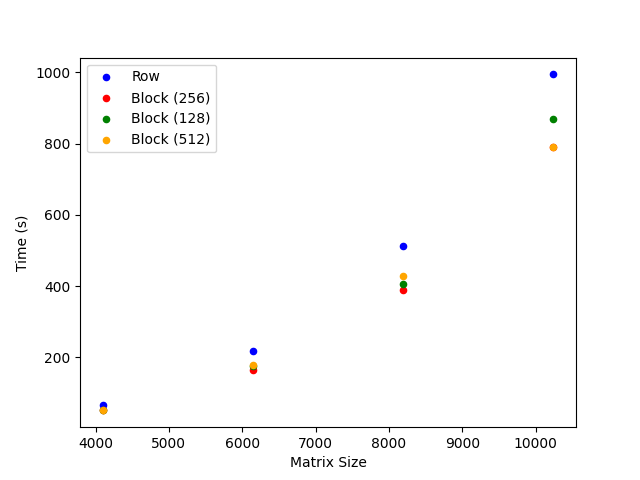 Row
Block (256)
Block (128)
Block (512)
1000
800
600
400
200
Time (s)
4000 5000 6000 7000 8000 9000 10000
Matrix Size